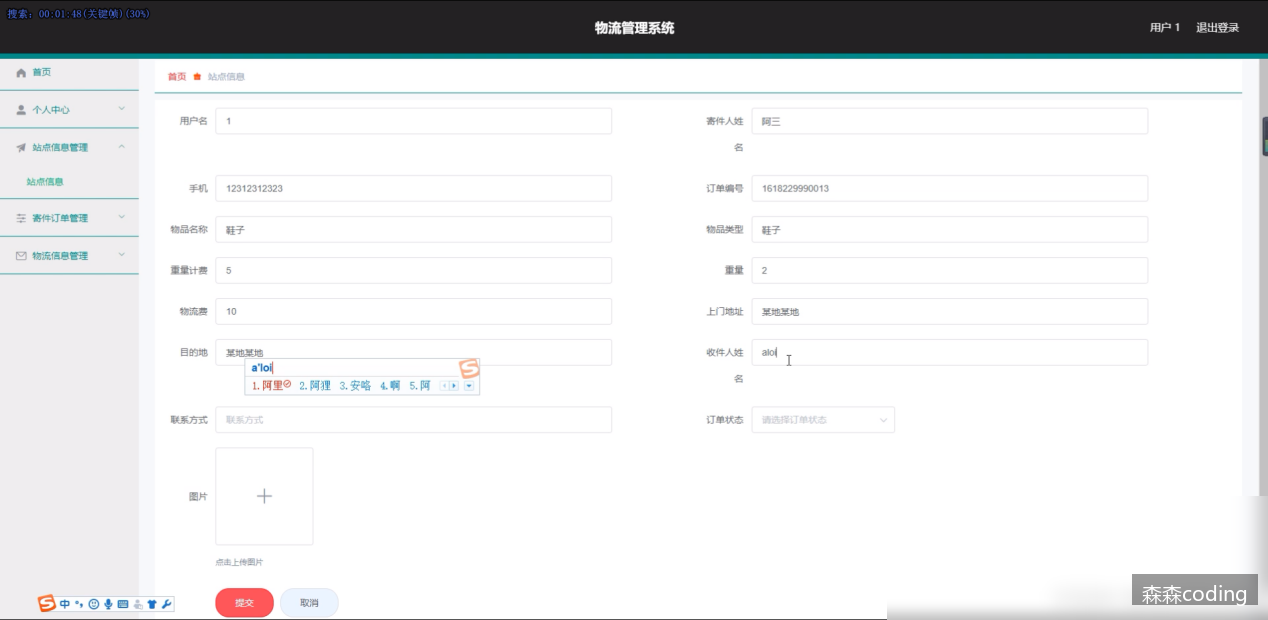 搜索: 00:01:48(关键帧)(30%)
物流管理系统
用户 1 退出登录
首页
个人中心
站点信息管理
站点信息
寄件订单管理
物流信息管理
首页 站点信息
用户名 1
寄件人姓名 阿三
手机 12312312323
订单编号 1618229990013
物品名称 鞋子
物品类型 鞋子
重量计费 5
重量 2
物流费 10
上门地址 某地某地
目的地 某地某地
收件人姓名 aloi
a'loi
1.阿里 2.阿狸 3.安咯 4.啊 5.阿
联系方式 联系方式
订单状态 请选择订单状态
图片
点击上传图片
提交 取消
中
森森coding